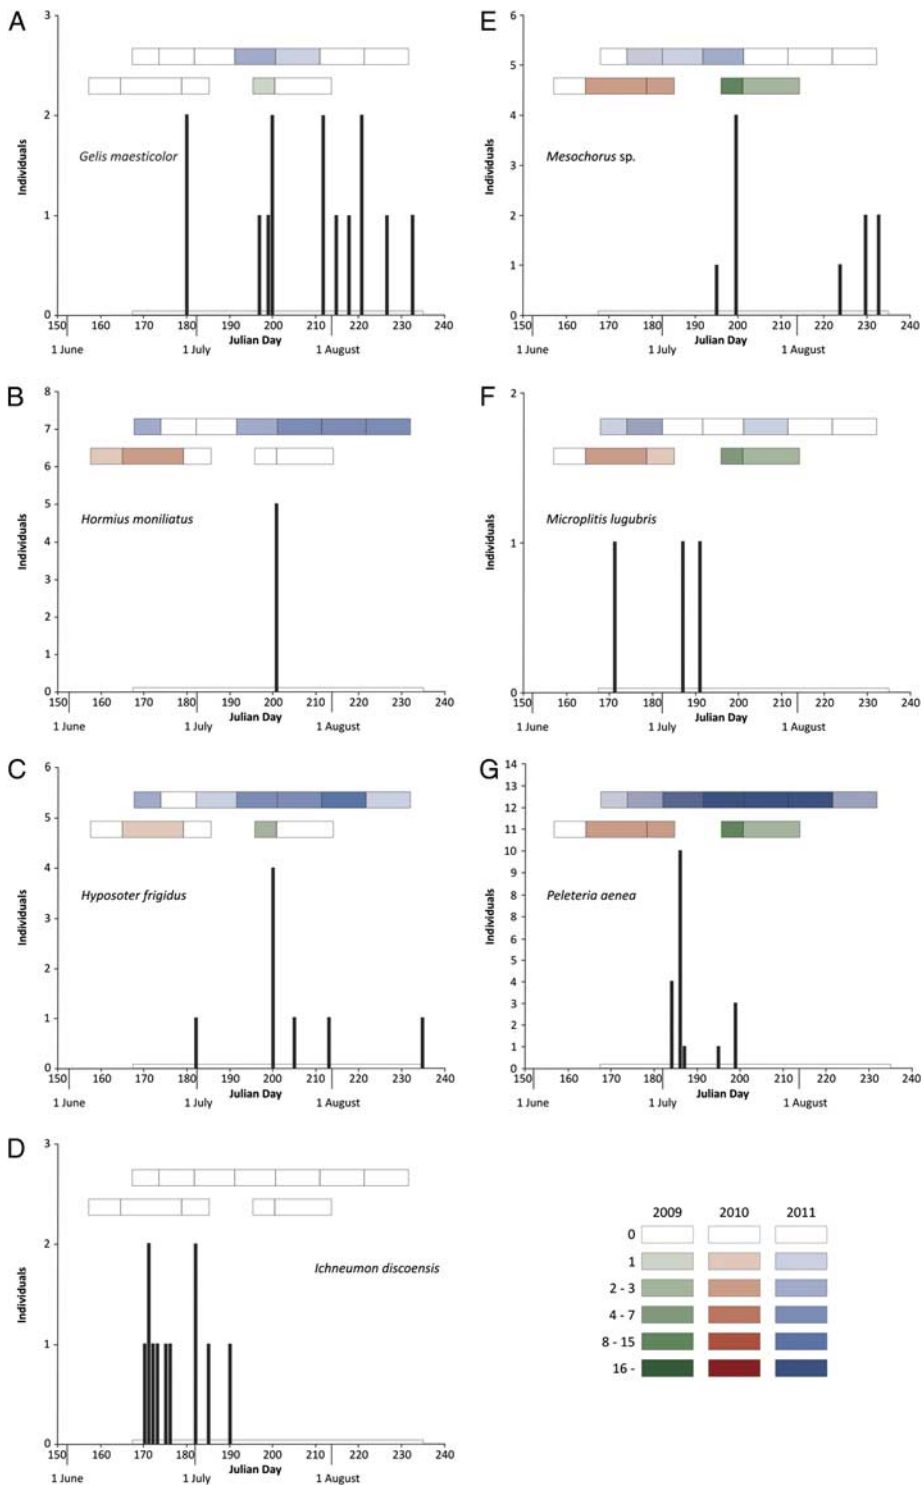 A
3
2
1
0
Individuals
Gelis maesticolor
150 160 170 180 190 200 210 220 230 240
Julian Day
1 June 1 July 1 August
B
8
7
6
5
4
3
2
1
0
Individuals
Hormius moniliatus
150 160 170 180 190 200 210 220 230 240
Julian Day
1 June 1 July 1 August
C
6
5
4
3
2
1
0
Individuals
Hyposoter frigidus
150 160 170 180 190 200 210 220 230 240
Julian Day
1 June 1 July 1 August
D
3
2
1
0
Individuals
Ichneumon discoensis
150 160 170 180 190 200 210 220 230 240
Julian Day
1 June 1 July 1 August
E
6
5
4
3
2
1
0
Individuals
Mesochorus sp.
150 160 170 180 190 200 210 220 230 240
Julian Day
1 June 1 July 1 August
F
2
1
0
Individuals
Microplitis lugubris
150 160 170 180 190 200 210 220 230 240
Julian Day
1 June 1 July 1 August
G
14
13
12
11
10
9
8
7
6
5
4
3
2
1
0
Individuals
Peleteria aenea
150 160 170 180 190 200 210 220 230 240
Julian Day
1 June 1 July 1 August
2009 2010 2011
0
1
2 - 3
4 - 7
8 - 15
16 -